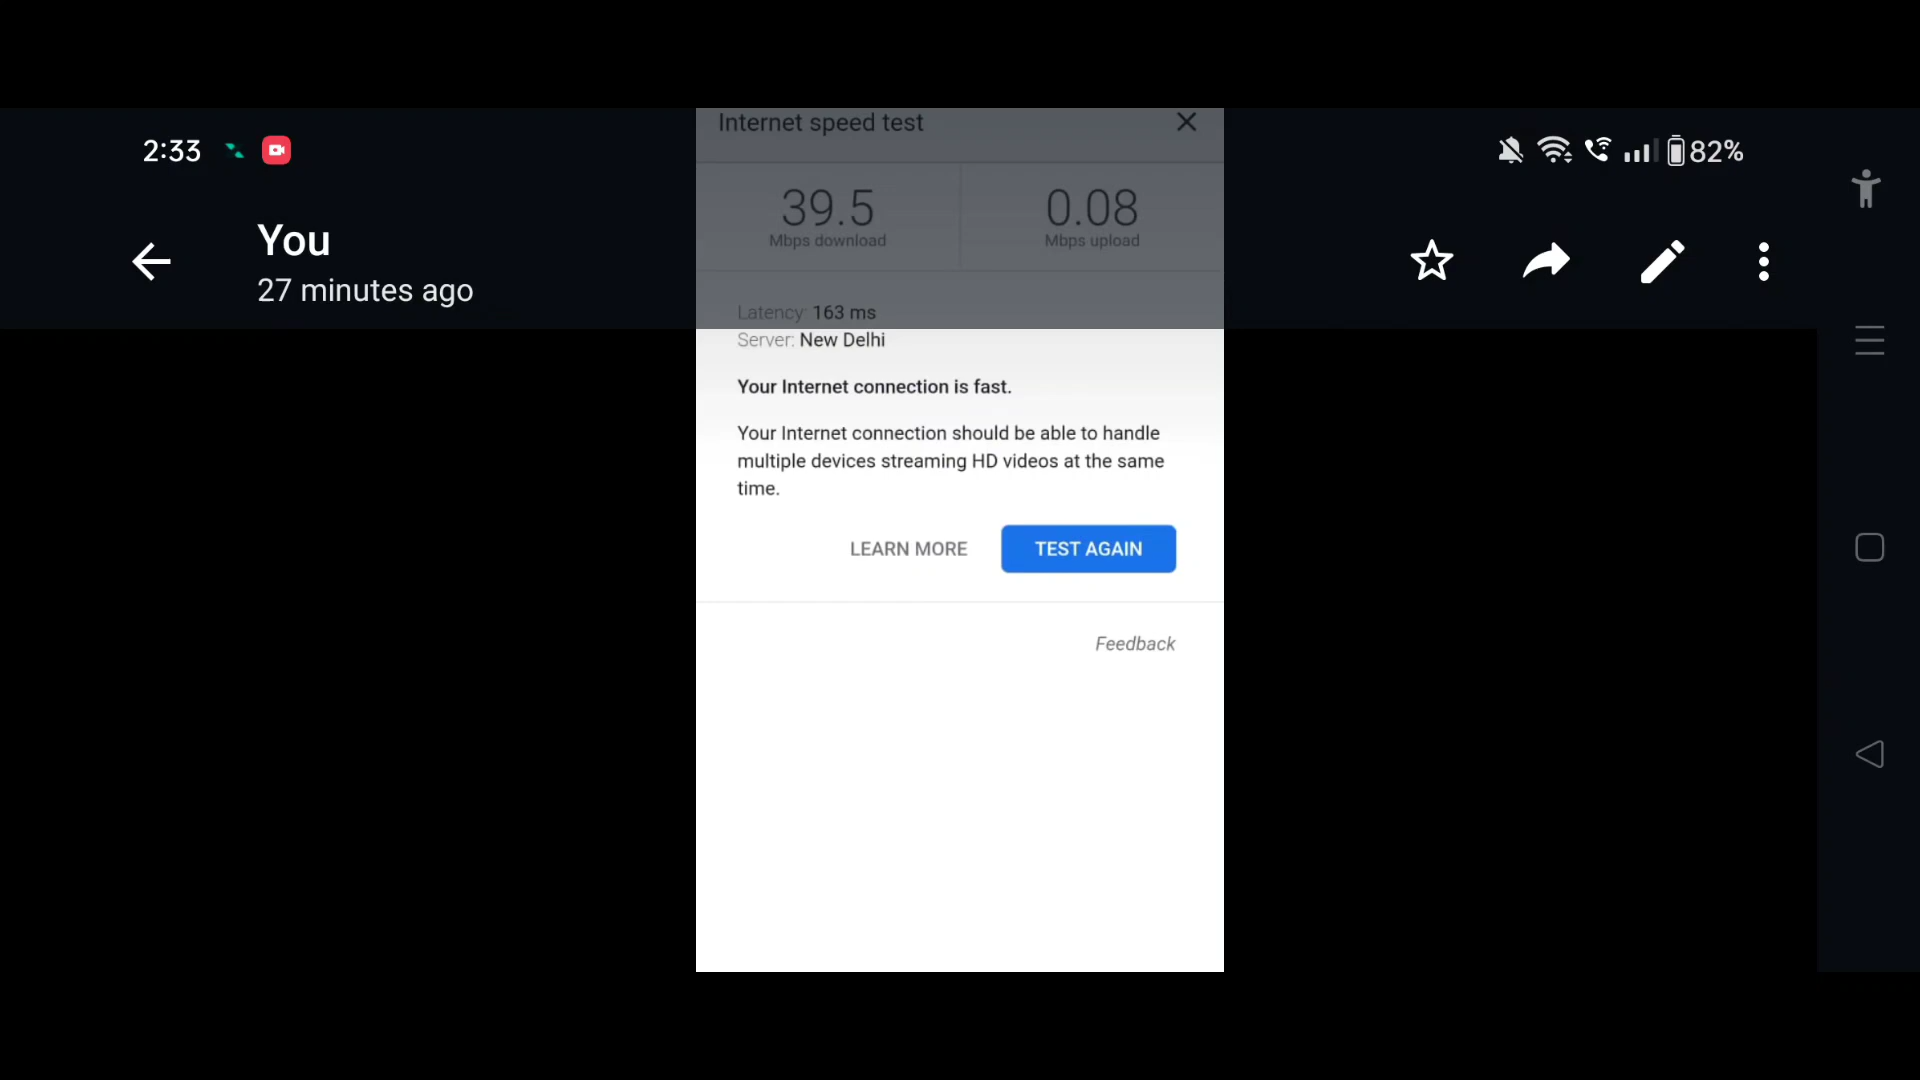 Internet speed test
2:33
82%
39.5
0.08
Mbps download
Mbps upload
You
27 minutes ago
Latency: 163 ms
Server: New Delhi
Your Internet connection is fast.
Your Internet connection should be able to handle
multiple devices streaming HD videos at the same
time.
LEARN MORE
TEST AGAIN
Feedback